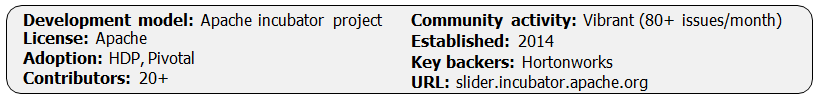 Development model: Apache incubator project
License: Apache
Adoption: HDP, Pivotal
Contributors: 20+
Community activity: Vibrant (80+ issues/month)
Established: 2014
Key backers: Hortonworks
URL: slider.incubator.apache.org